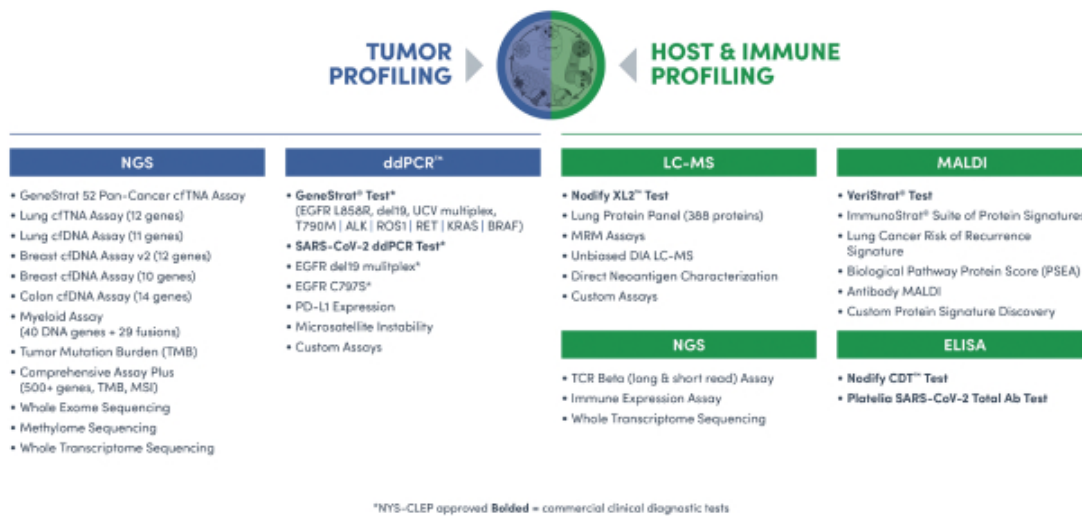 TUMOR
PROFILING
HOST & IMMUNE
PROFILING
NGS
• GeneStrat 52 Pan-Cancer cfTNA Assay
• Lung cfTNA Assay (12 genes)
• Lung cfDNA Assay (11 genes)
• Breast cfDNA Assay v2 (12 genes)
• Breast cfDNA Assay (10 genes)
• Colon cfDNA Assay (14 genes)
• Myeloid Assay
(40 DNA genes + 29 fusions)
• Tumor Mutation Burden (TMB)
• Comprehensive Assay Plus
(500+ genes, TMB, MSI)
• Whole Exome Sequencing
• Methylome Sequencing
• Whole Transcriptome Sequencing
ddPCR™
• GeneStrat® Test*
(EGFR L858R, del19, UCV multiplex,
T790M | ALK | ROS1 | RET | KRAS | BRAF)
• SARS-CoV-2 ddPCR Test*
• EGFR del19 mulitplex*
• EGFR C797S*
• PD-L1 Expression
• Microsatellite Instability
• Custom Assays
LC-MS
• Nodify XL2™ Test
• Lung Protein Panel (388 proteins)
• MRM Assays
• Unbiased DIA LC-MS
• Direct Neoantigen Characterization
• Custom Assays
NGS
• TCR Beta (long & short read) Assay
• Immune Expression Assay
• Whole Transcriptome Sequencing
MALDI
• VeriStrat® Test
• ImmunoStrat® Suite of Protein Signatures
• Lung Cancer Risk of Recurrence
Signature
• Biological Pathway Protein Score (PSEA)
• Antibody MALDI
• Custom Protein Signature Discovery
ELISA
• Nodify CDT™ Test
• Platelia SARS-CoV-2 Total Ab Test
*NYS-CLEP approved Bolded = commercial clinical diagnostic tests